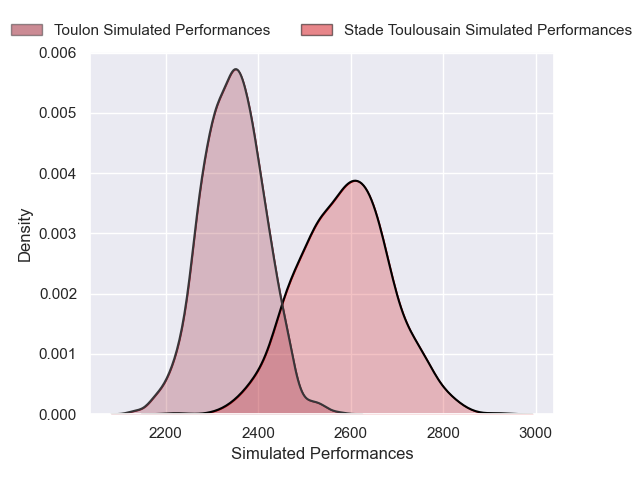 Toulon Simulated Performances Stade Toulousain Simulated Performances
0.006
0.005
0.004
0.003
0.002
0.001
0.000
Density
2200 2400 2600 2800 3000
Simulated Performances